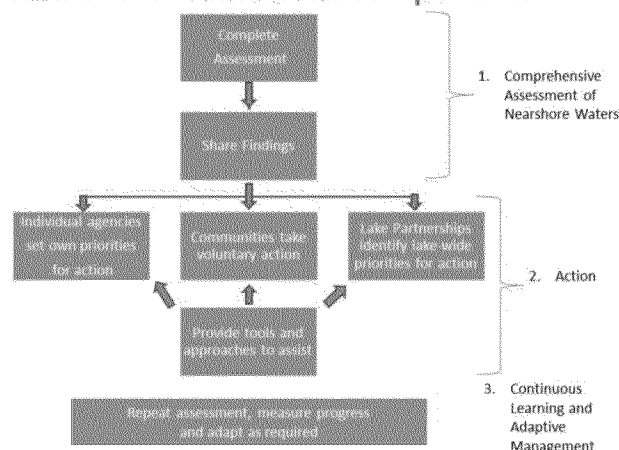 Complete
Assessment
1. Comprehensive
Assessment of
Nearshore Waters
Share Findings
Individual agencies
set own priorities
for action
Communities take
voluntary action
Lake Partnerships
identify lake wide
priorities for action
2. Action
Provide tools and
approaches to assist
3. Continuous
Learning and
Adaptive
Management
Repeat assessment, measure progress
and adapt as required